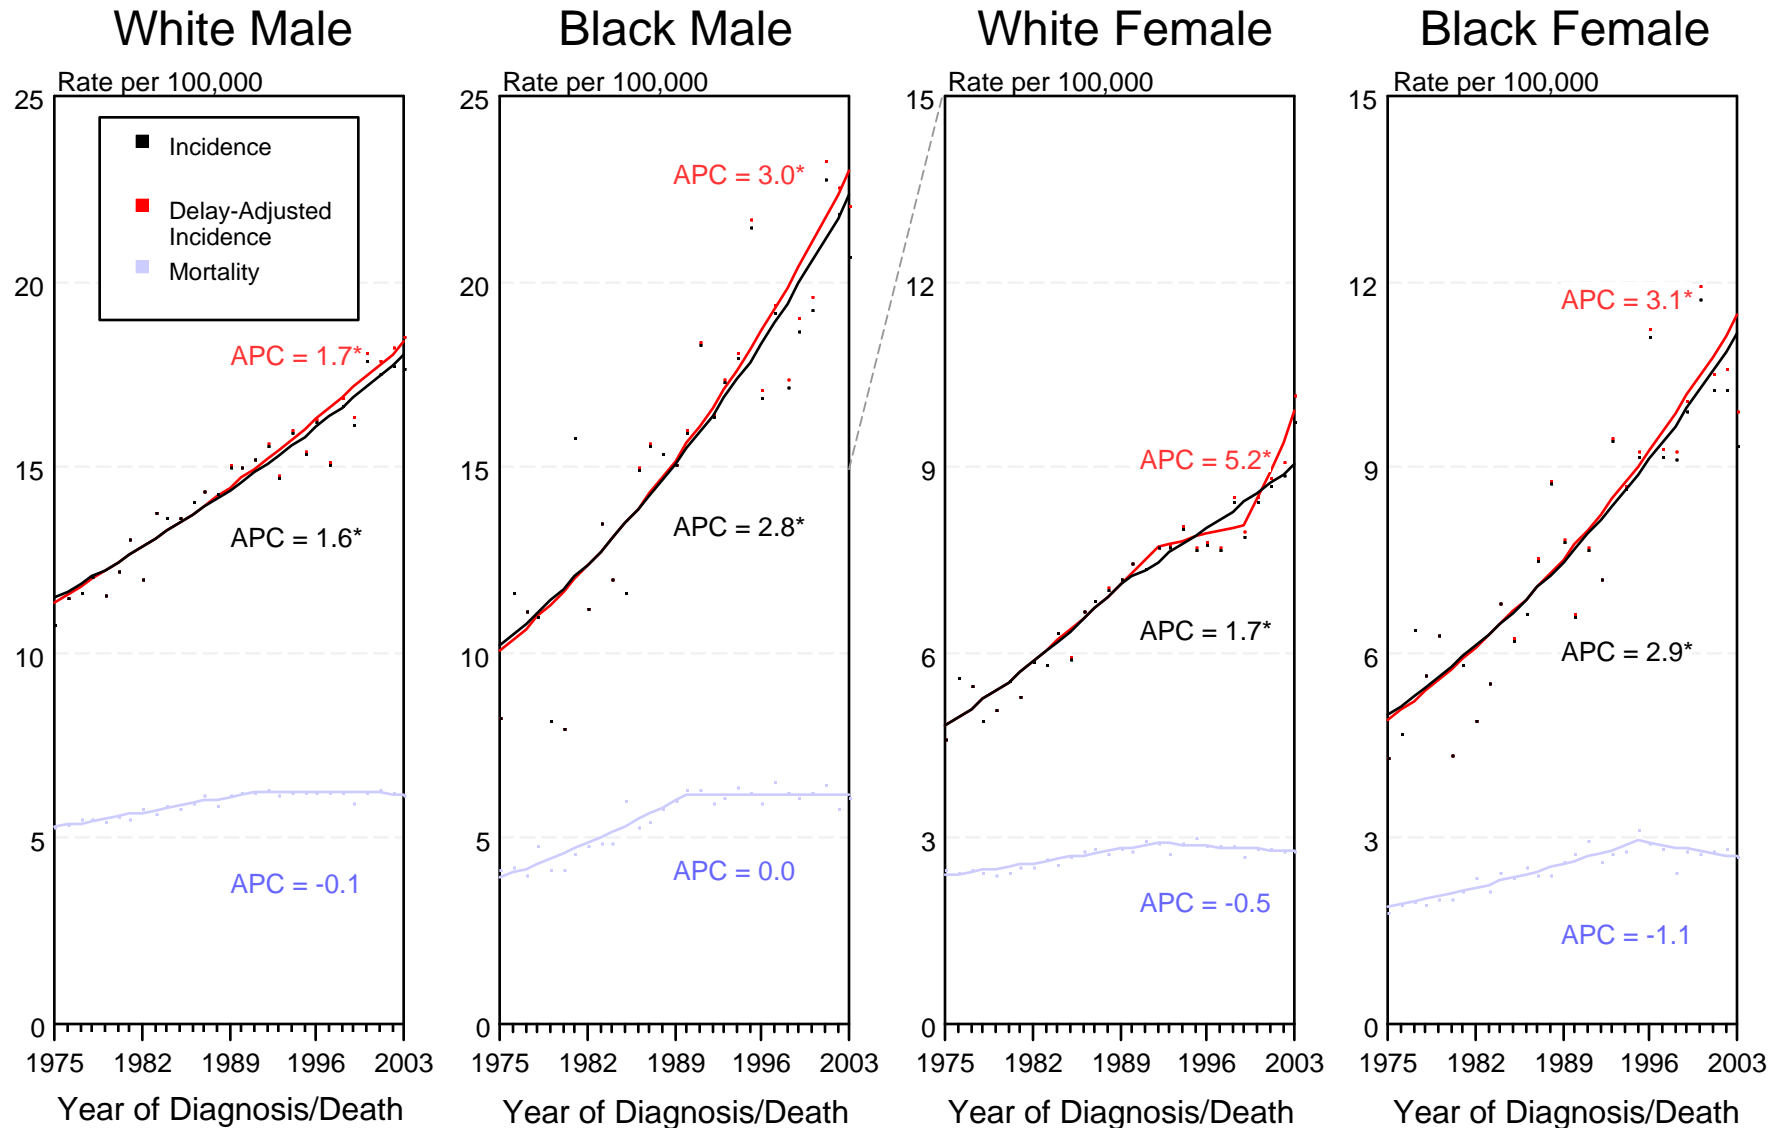 White Male
Black Male
White Female
Black Female
Rate per 100,000
Rate per 100,000
Rate per 100,000
Rate per 100,000
25
20
15
10
5
0
Incidence
Delay-Adjusted
Incidence
Mortality
APC = 1.7*
APC = 1.6*
APC = -0.1
1975
1982
1989
1996
2003
Year of Diagnosis/Death
25
20
15
10
5
0
APC = 3.0*
APC = 2.8*
APC = 0.0
1975
1982
1989
1996
2003
Year of Diagnosis/Death
15
12
9
6
3
0
APC = 5.2*
APC = 1.7*
APC = -0.5
1975
1982
1989
1996
2003
Year of Diagnosis/Death
15
12
9
6
3
0
APC = 3.1*
APC = 2.9*
APC = -1.1
1975
1982
1989
1996
2003
Year of Diagnosis/Death